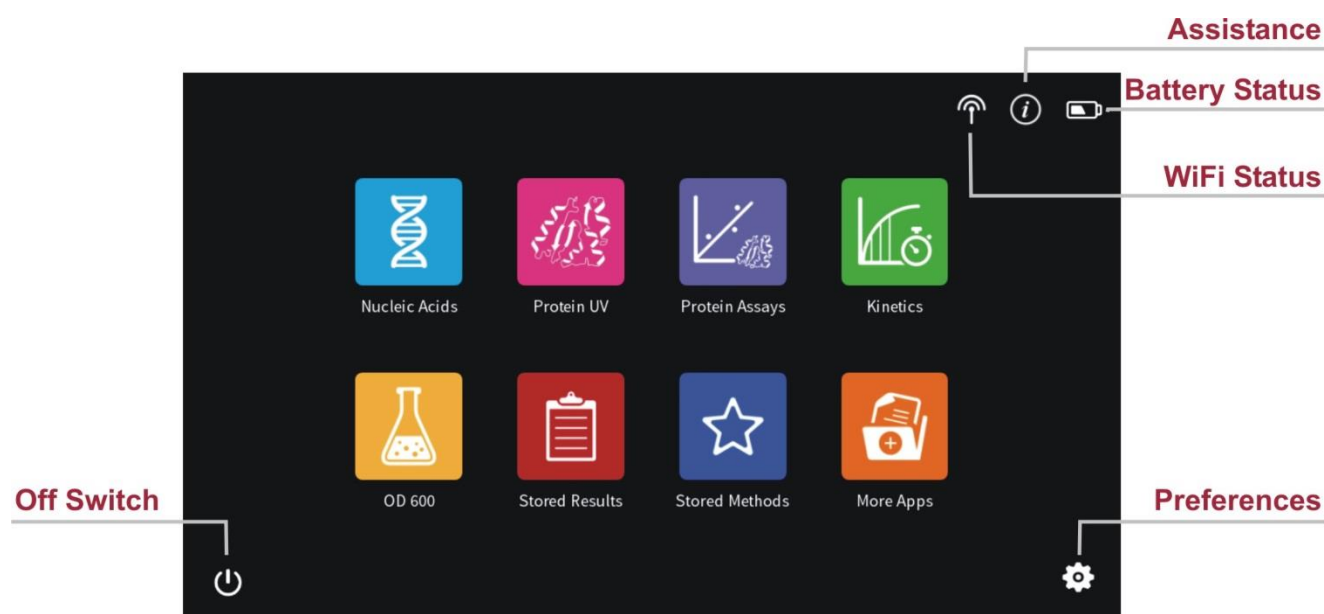 Assistance
Battery Status
WiFi Status
Nucleic Acids
Protein UV
Protein Assays
Kinetics
OD 600
Stored Results
Stored Methods
More Apps
Off Switch
Preferences